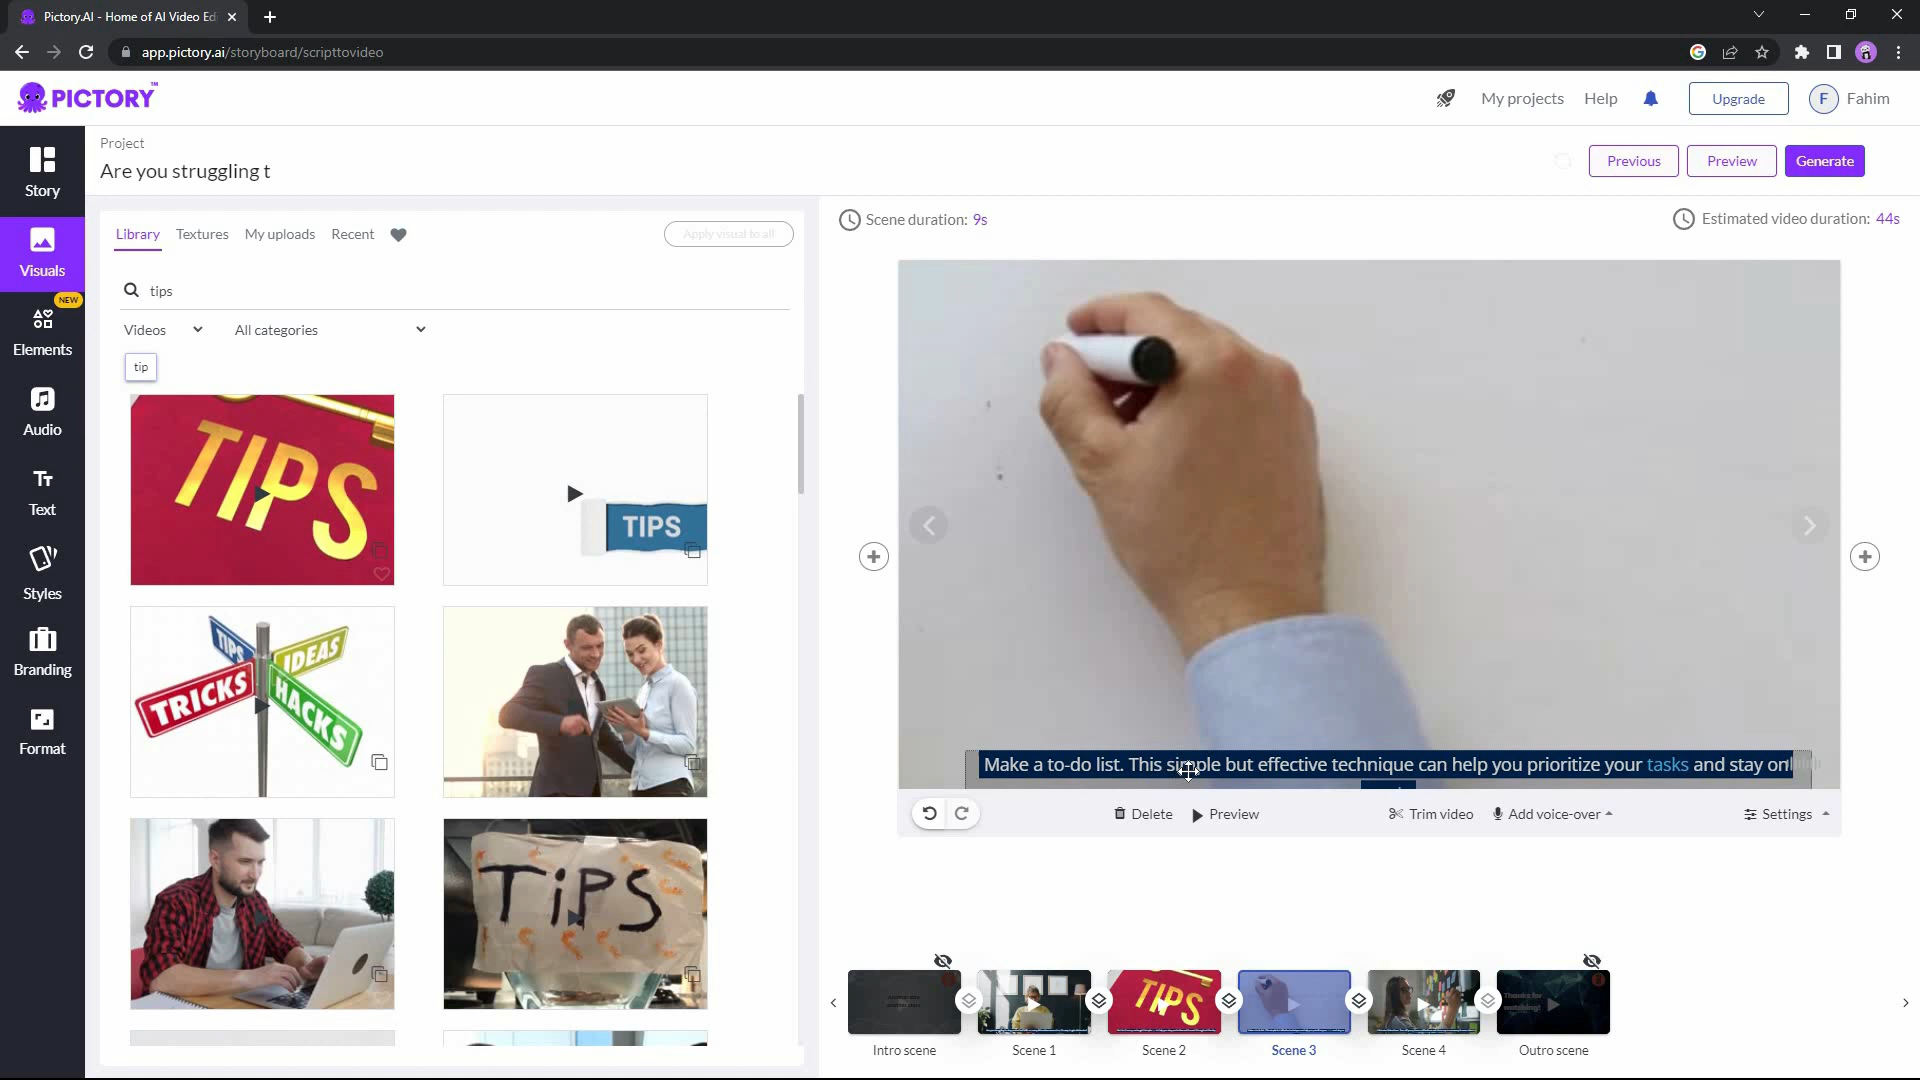 Pictory.AI - Home of AI Video Ed
app.pictory.ai/storyboard/scripttovideo
PICTORY™
My projects
Help
Upgrade
F
Fahim
Story
Visuals
NEW
Elements
Audio
Tт
Text
Styles
Branding
Format
Project
Are you struggling t
Previous
Preview
Generate
Library
Textures
My uploads
Recent
Apply visual to all
tips
Videos
All categories
tip
TIPS
TIPS
TIPS
IDEAS
TRICKS
HACKS
TiPS
Scene duration: 9s
Estimated video duration: 44s
Make a to-do list. This simple but effective technique can help you prioritize your tasks and stay on
Delete
Preview
Trim video
Add voice-over
Settings
TIPS
Thanks for
watching!
Intro scene
Scene 1
Scene 2
Scene 3
Scene 4
Outro scene